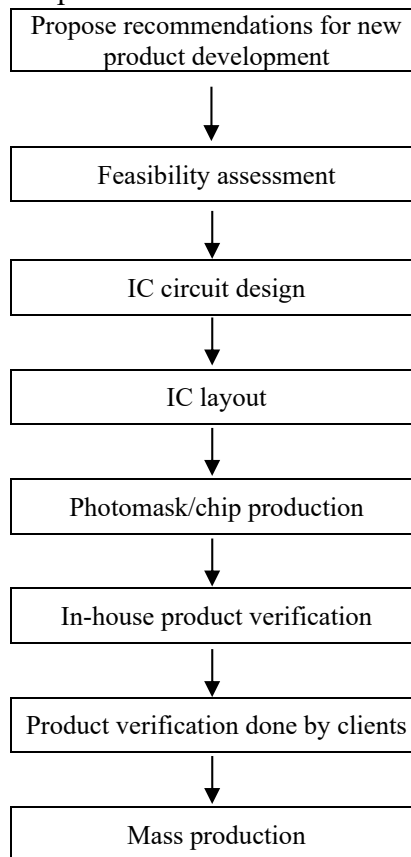 Propose recommendations for new
product development
Feasibility assessment
IC circuit design
IC layout
Photomask/chip production
In-house product verification
Product verification done by clients
Mass production